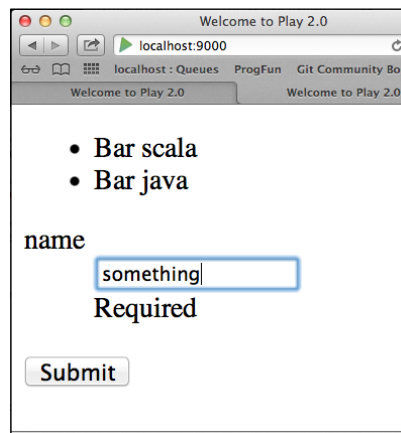 Welcome to Play 2.0
localhost:9000
localhost : Queues ProgFun Git Community Bo
Welcome to Play 2.0 Welcome to Play 2.0
Bar scala
Bar java
name
something
Required
Submit